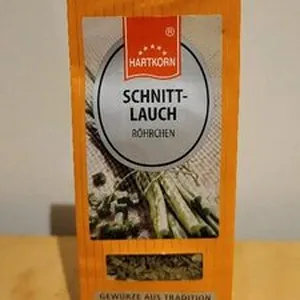 HARTKORN
®
SCHNITT-
LAUCH
RÖHRCHEN
GEWÜRZE AUS TRADITION